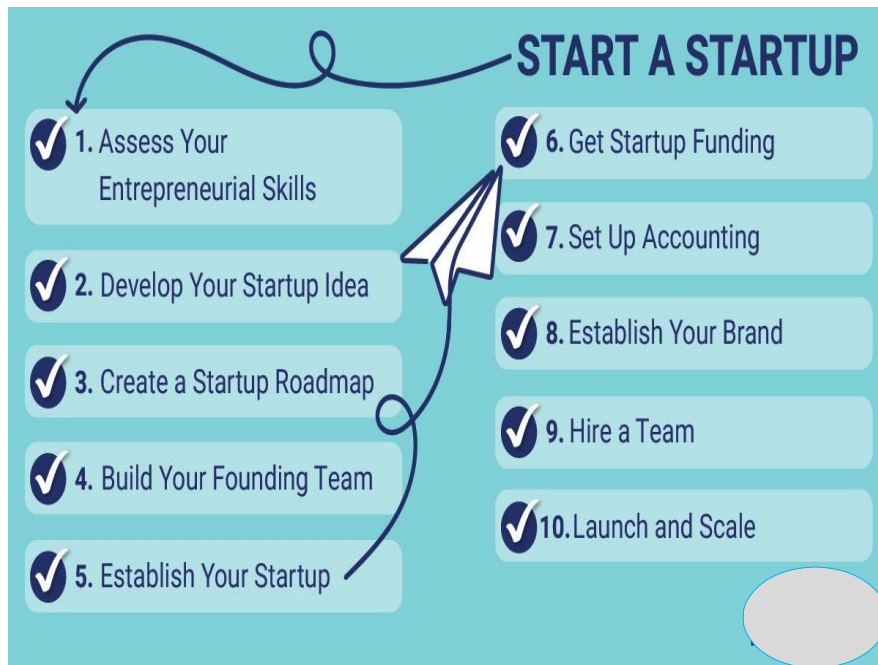 START A STARTUP
1. Assess Your
Entrepreneurial Skills
2. Develop Your Startup Idea
3. Create a Startup Roadmap
4. Build Your Founding Team
5. Establish Your Startup
6. Get Startup Funding
7. Set Up Accounting
8. Establish Your Brand
9. Hire a Team
10. Launch and Scale